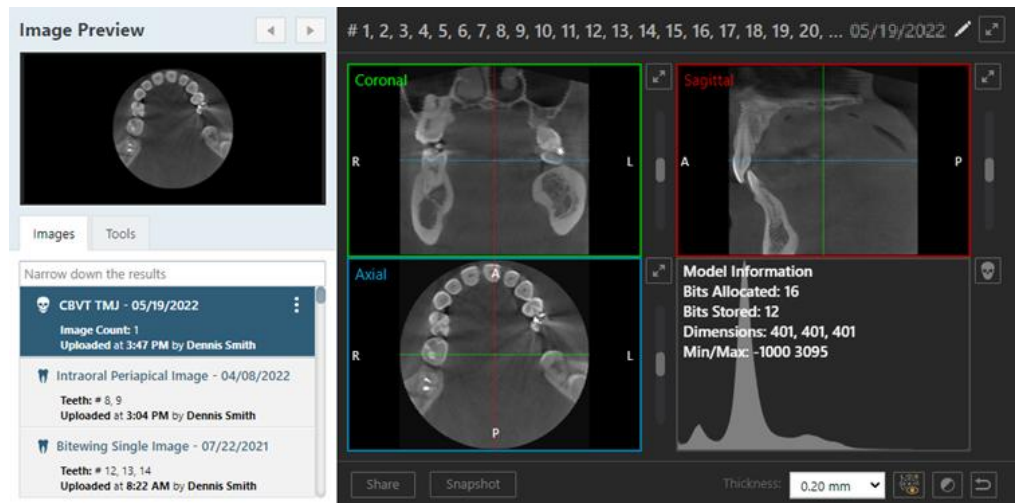 Image Preview
Images
Tools
Narrow down the results
CBVT TMJ - 05/19/2022
Image Count: 1
Uploaded at 3:47 PM by Dennis Smith
Intraoral Periapical Image - 04/08/2022
Teeth: # 8, 9
Uploaded at 3:04 PM by Dennis Smith
Bitewing Single Image - 07/22/2021
Teeth: # 12, 13, 14
Uploaded at 8:22 AM by Dennis Smith
# 1, 2, 3, 4, 5, 6, 7, 8, 9, 10, 11, 12, 13, 14, 15, 16, 17, 18, 19, 20, ... 05/19/2022
Coronal
R
L
Sagittal
A
P
Axial
A
R
L
P
Model Information
Bits Allocated: 16
Bits Stored: 12
Dimensions: 401, 401, 401
Min/Max: -1000 3095
Share
Snapshot
Thickness:
0.20 mm